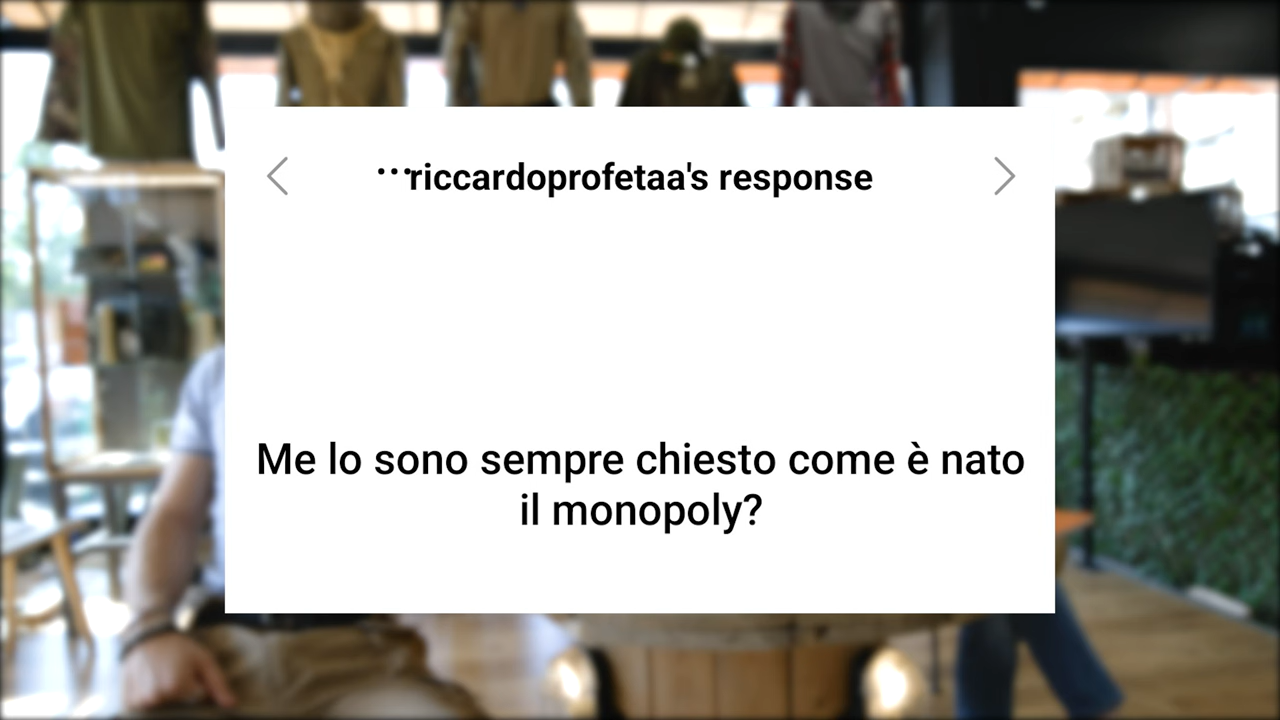 ...riccardoprofetaa's response
Me lo sono sempre chiesto come è nato
il monopoly?